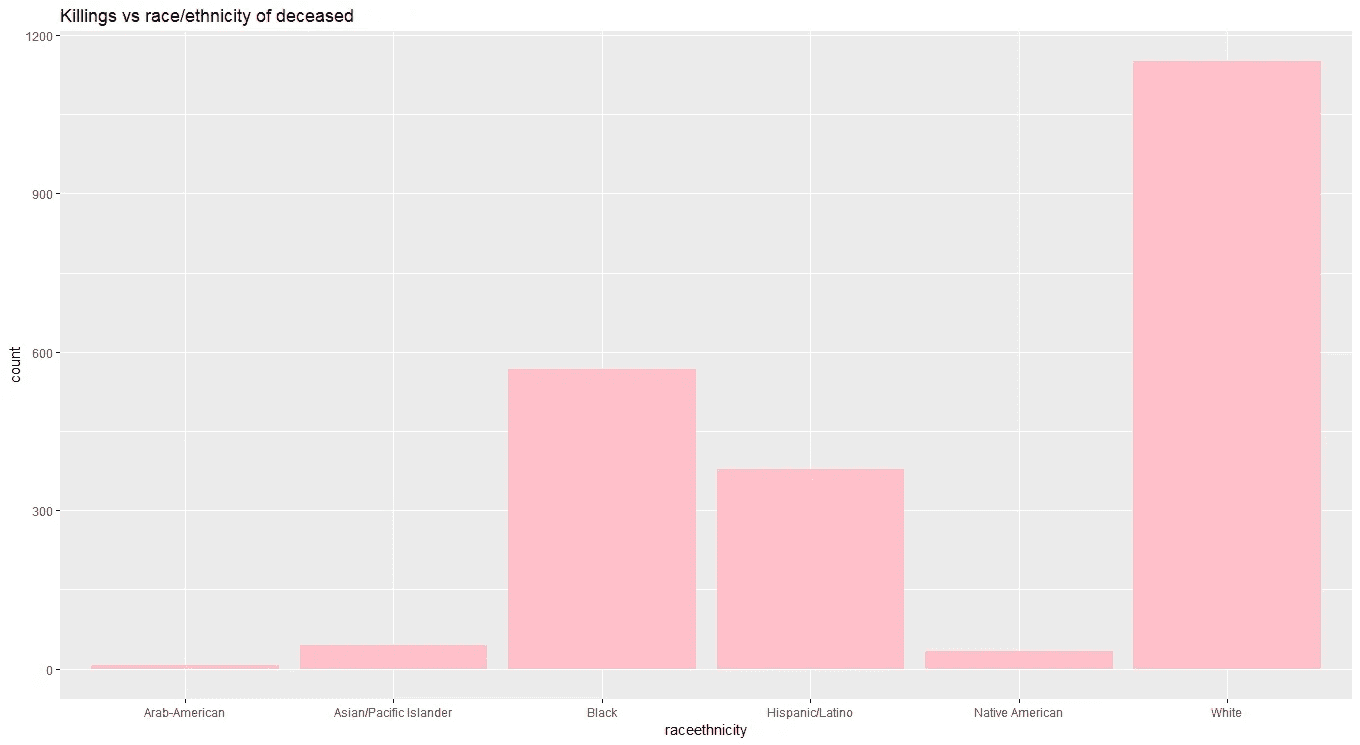 Killings vs race/ethnicity of deceased
1200
900
600
300
0
count
Arab-American Asian/Pacific Islander Black Hispanic/Latino Native American White
raceethnicity